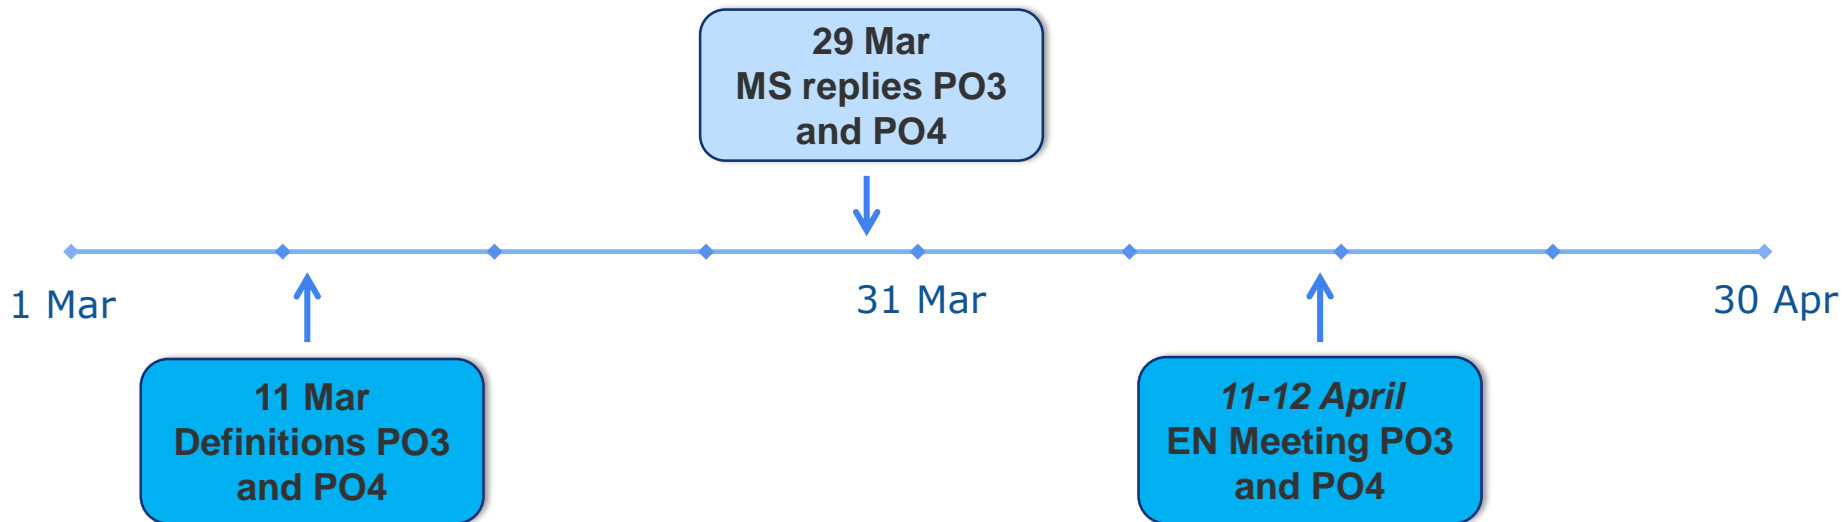 29 Mar
MS replies PO3
and PO4
1 Mar
31 Mar
30 Apr
11 Mar
Definitions PO3
and PO4
11-12 April
EN Meeting PO3
and PO4